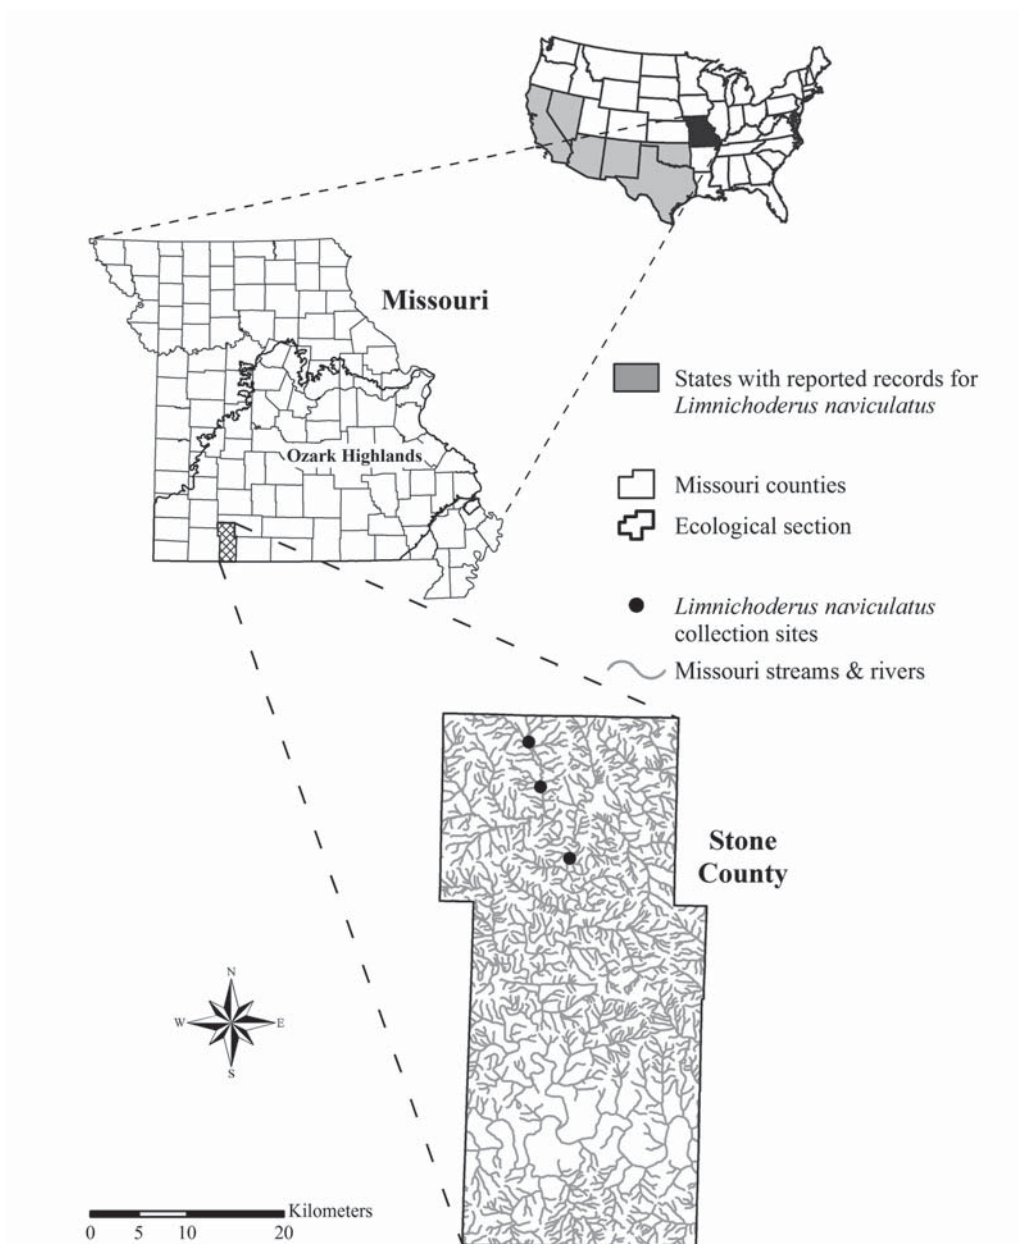 Missouri
States with reported records for
Limnichoderus naviculatus
Ozark Highlands
Missouri counties
Ecological section
Limnichoderus naviculatus
collection sites
Missouri streams & rivers
Stone
County
N
W E
S
Kilometers
0 5 10 20